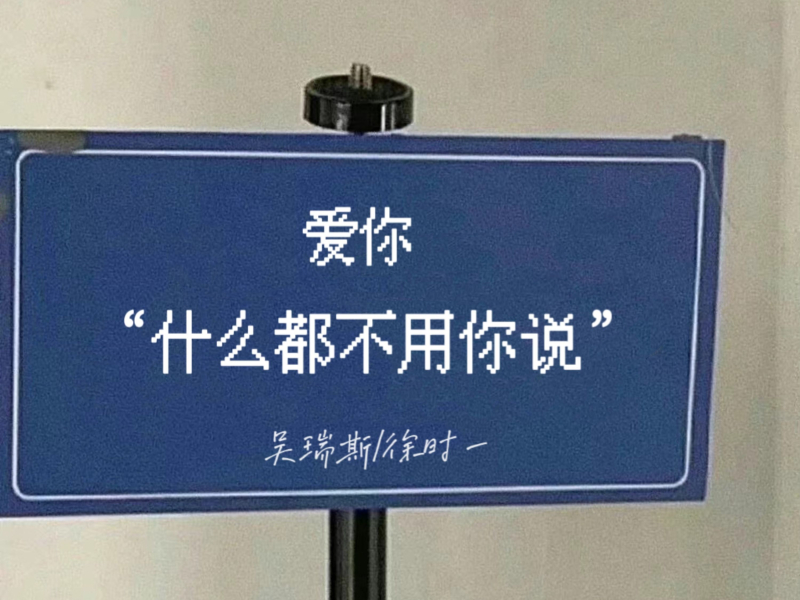 爱你
“什么都不用你说”
吴瑞斯/徐时一